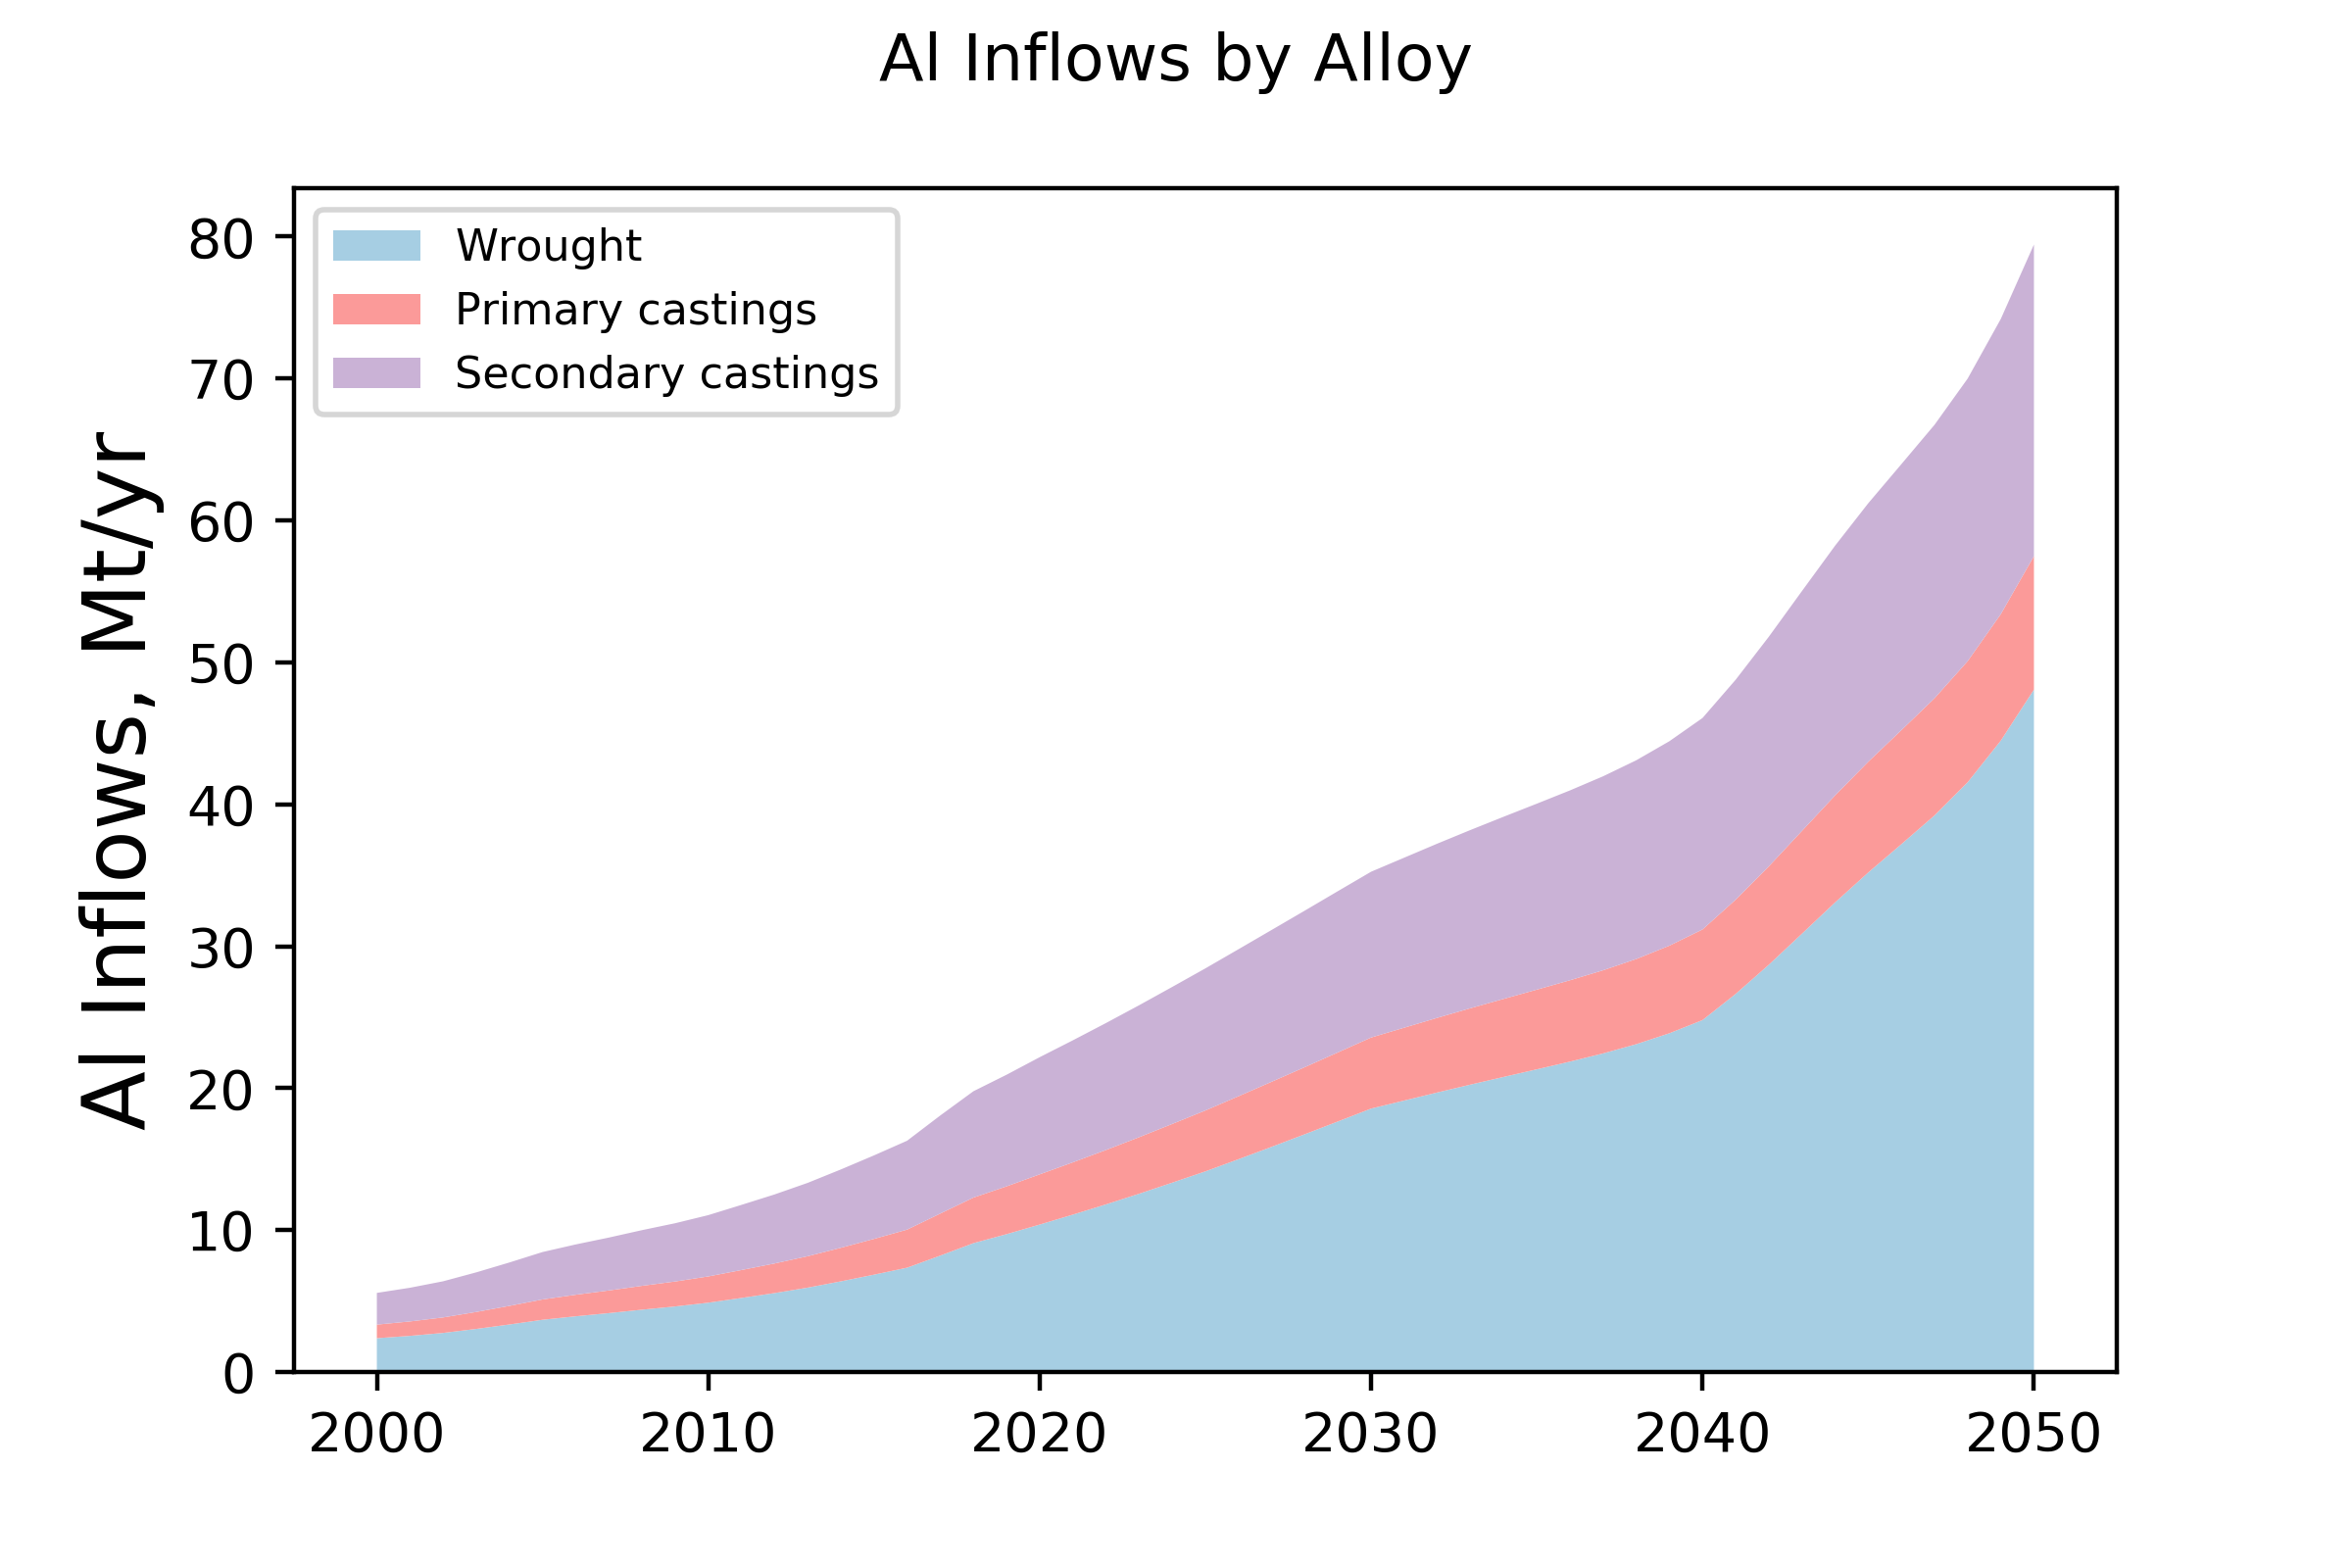 Al Inflows by Alloy
Al Inflows, Mt/yr
80
70
60
50
40
30
20
10
0
Wrought
Primary castings
Secondary castings
2000 2010 2020 2030 2040 2050